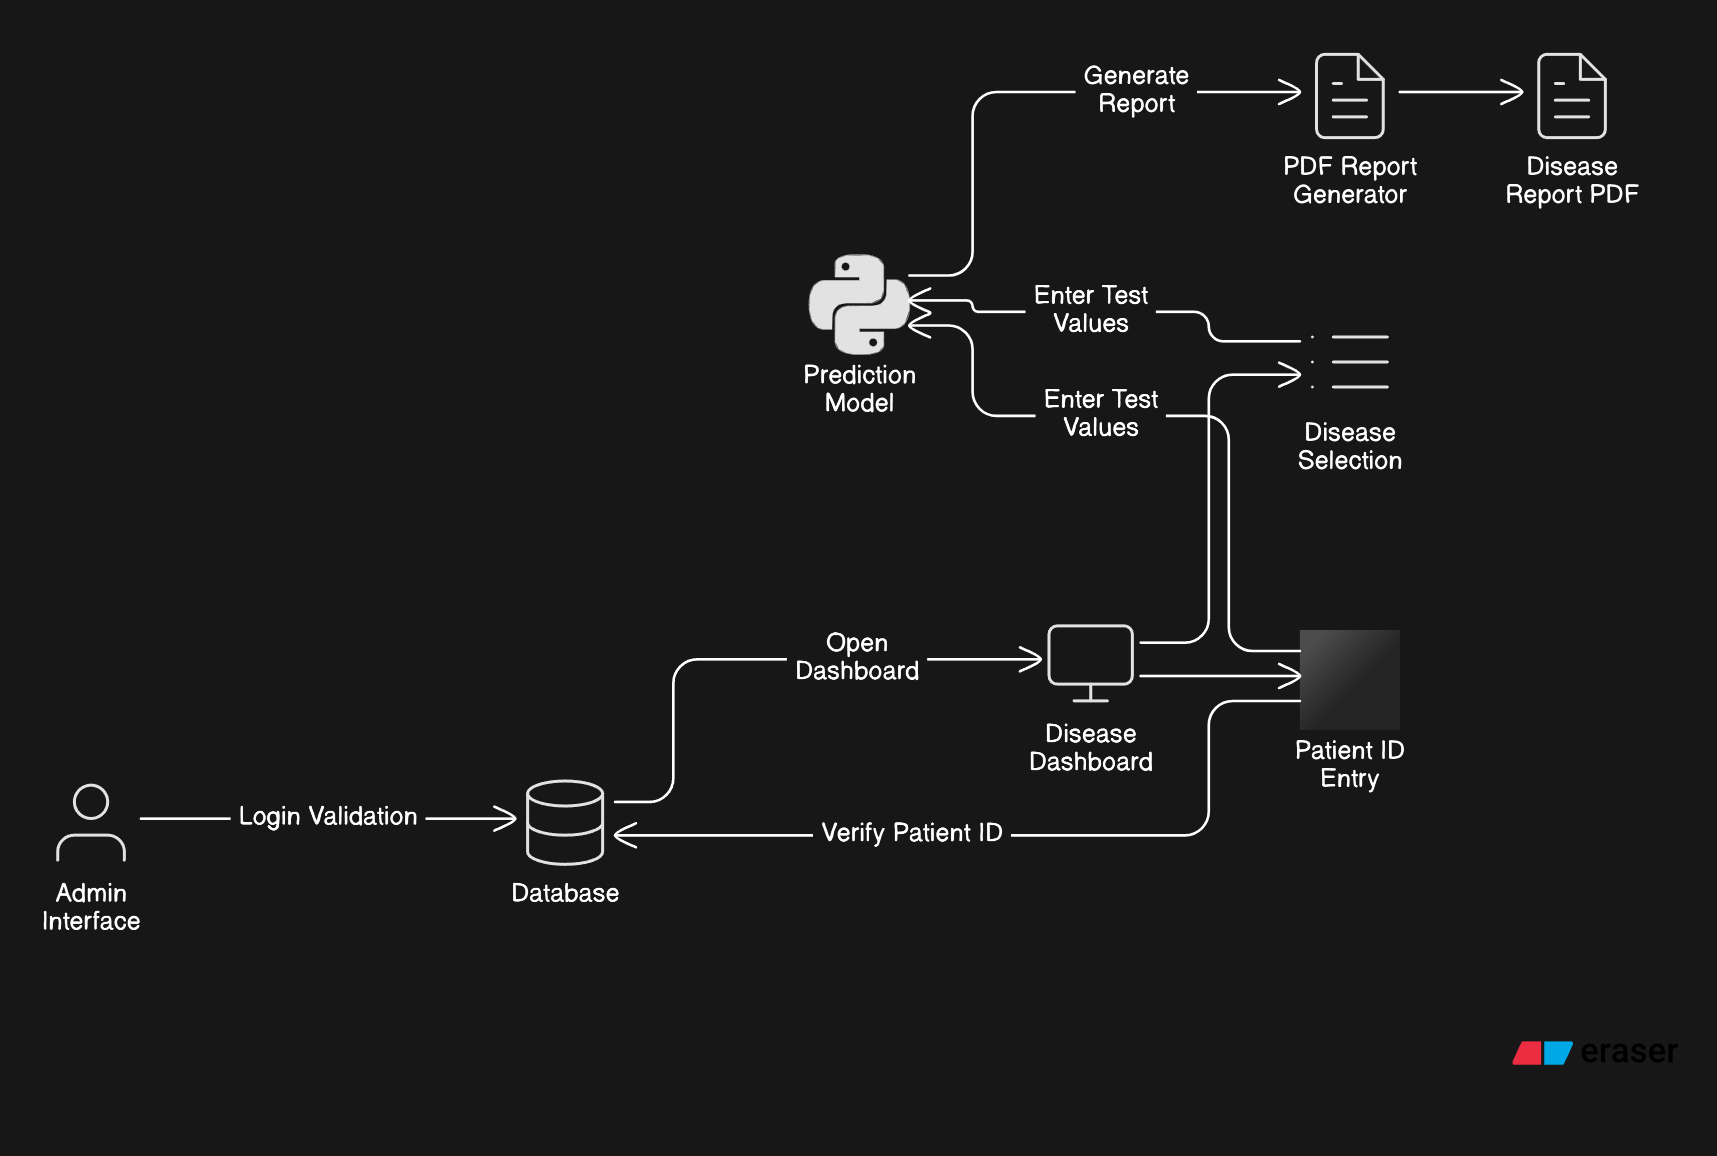 Generate
Report
PDF Report
Generator
Disease
Report PDF
Enter Test
Values
Prediction
Model
Enter Test
Values
Disease
Selection
Open
Dashboard
Disease
Dashboard
Patient ID
Entry
Login Validation
Verify Patient ID
Admin
Interface
Database
eraser